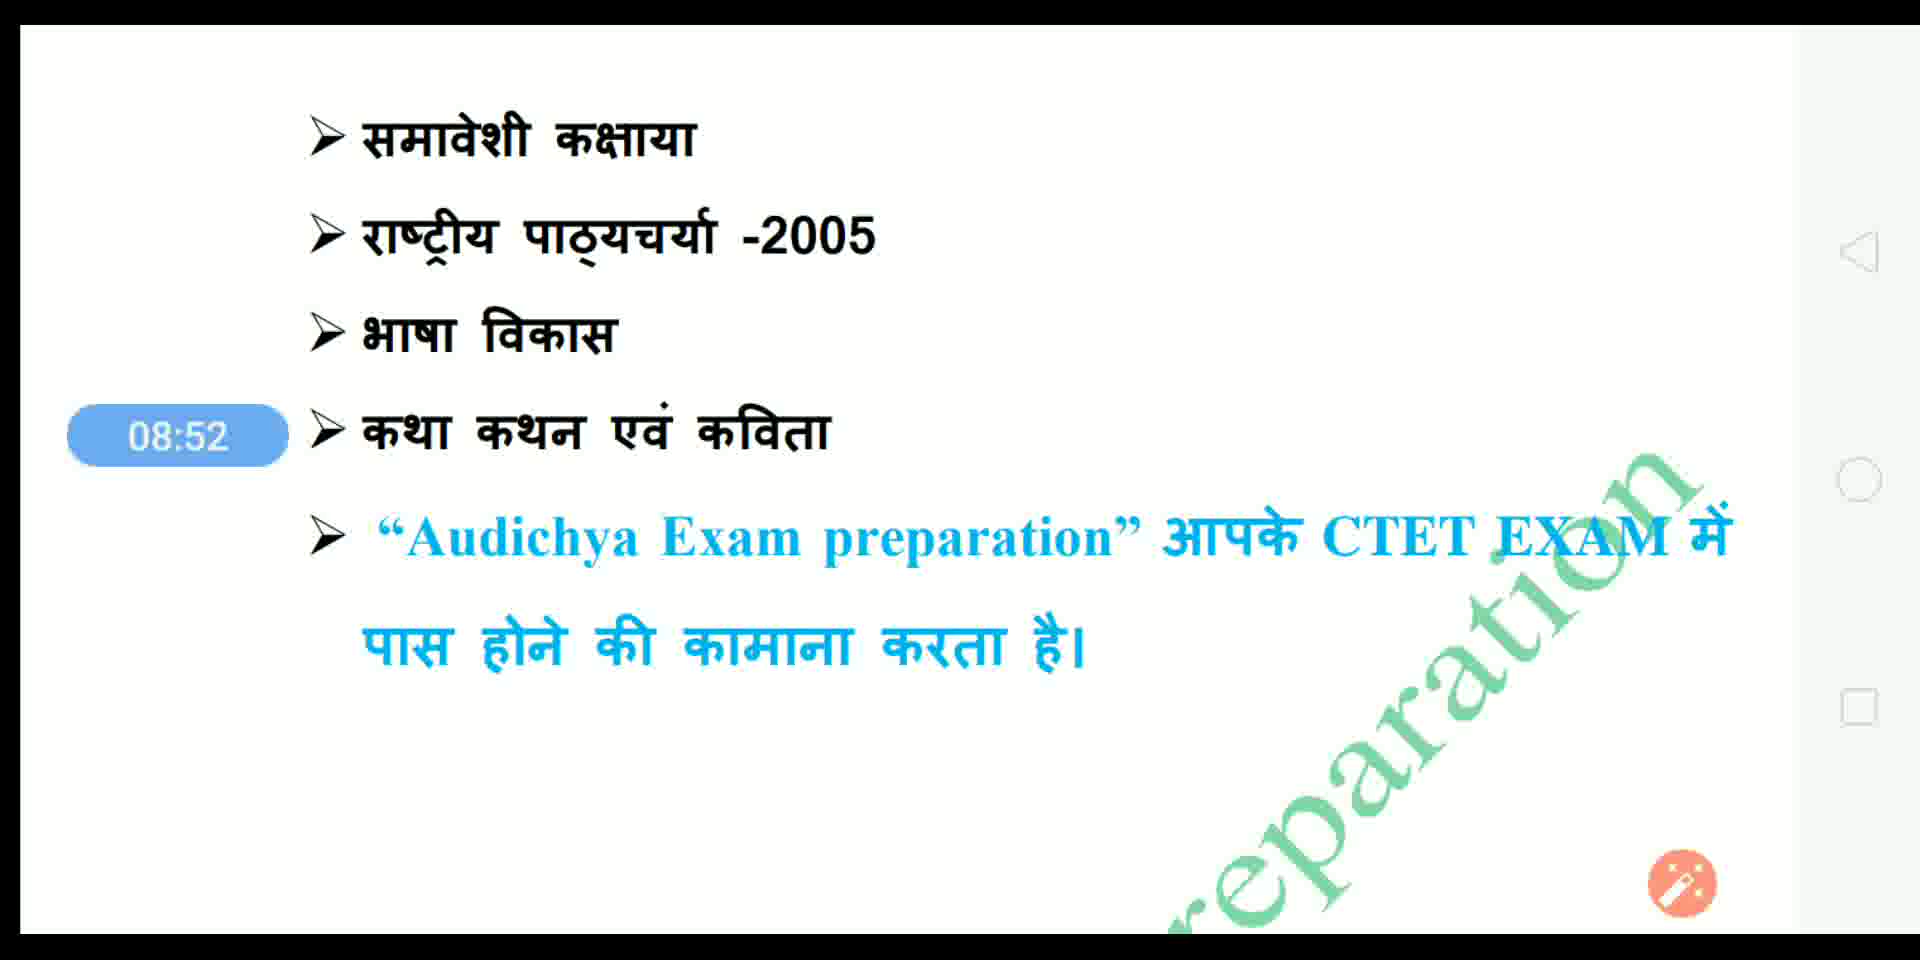 समावेशी कक्षाया
राष्ट्रीय पाठ्यचर्या -2005
भाषा विकास
08:52
कथा कथन एवं कविता
“Audichya Exam preparation” आपके CTET EXAM में
पास होने की कामाना करता है।
reparation